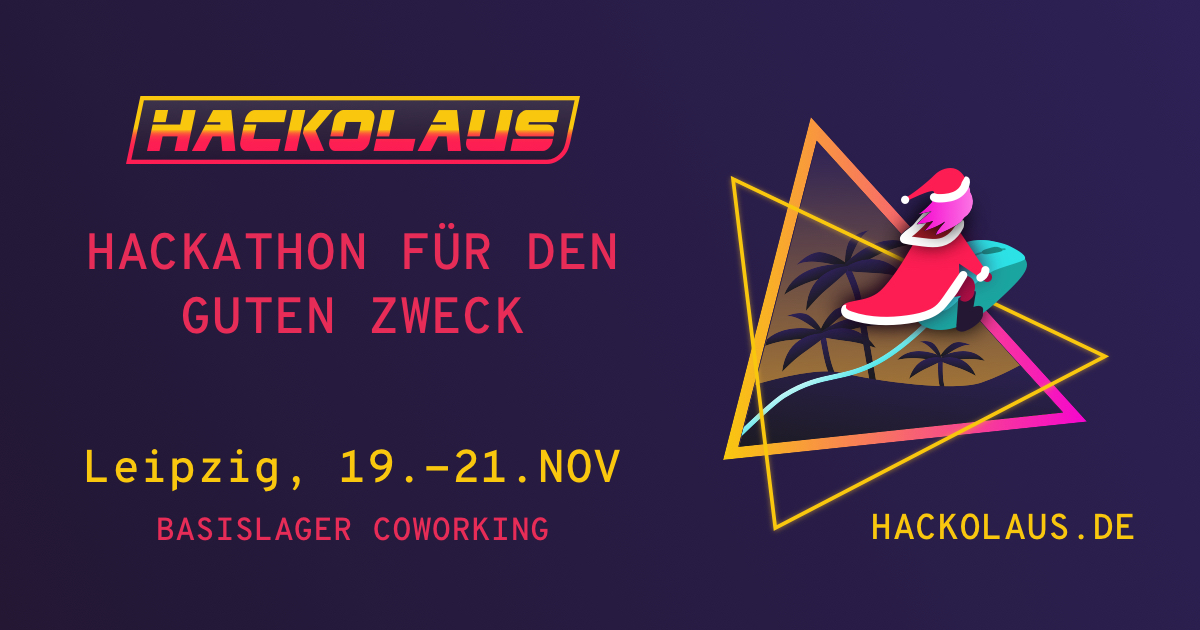 HACKOLAUS
HACKATHON FÜR DEN
GUTEN ZWECK
Leipzig, 19.–21.NOV
BASISLAGER COWORKING
HACKOLAUS.DE